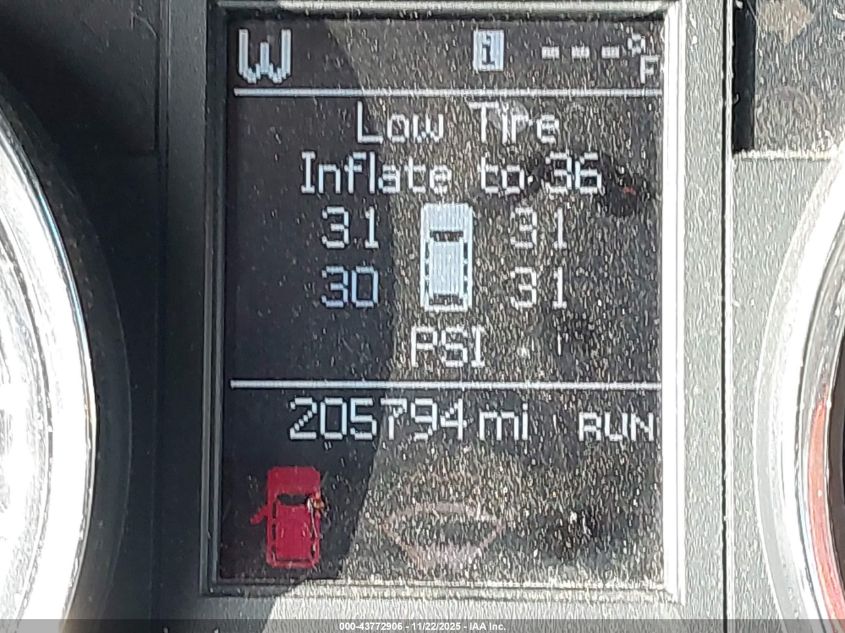 W i ---°F
Low Tire
Inflate to 36
31 31
30 31
PSI
205794 mi RUN
000-43772906 - 11/22/2025 - IAA Inc.